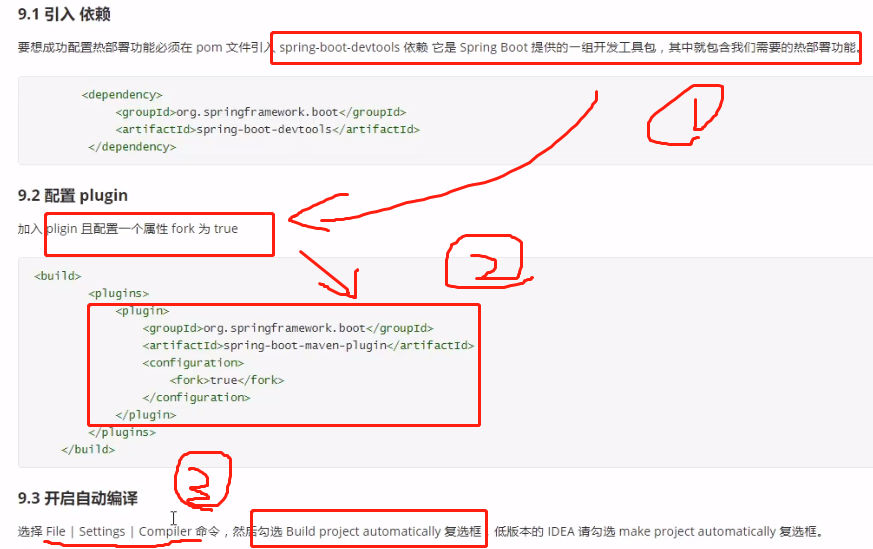 9.1 引入 依赖
要想成功配置热部署功能必须在 pom 文件引入 spring-boot-devtools 依赖 它是 Spring Boot 提供的一组开发工具包，其中就包含我们需要的热部署功能。
<dependency>
<groupId>org.springframework.boot</groupId>
<artifactId>spring-boot-devtools</artifactId>
</dependency>
1
9.2 配置 plugin
加入 pligin 且配置一个属性 fork 为 true
2
<build>
<plugins>
<plugin>
<groupId>org.springframework.boot</groupId>
<artifactId>spring-boot-maven-plugin</artifactId>
<configuration>
<fork>true</fork>
</configuration>
</plugin>
</plugins>
</build>
3
9.3 开启自动编译
选择 File | Settings | Compiler 命令，然后勾选 Build project automatically 复选框 低版本的 IDEA 请勾选 make project automatically 复选框。